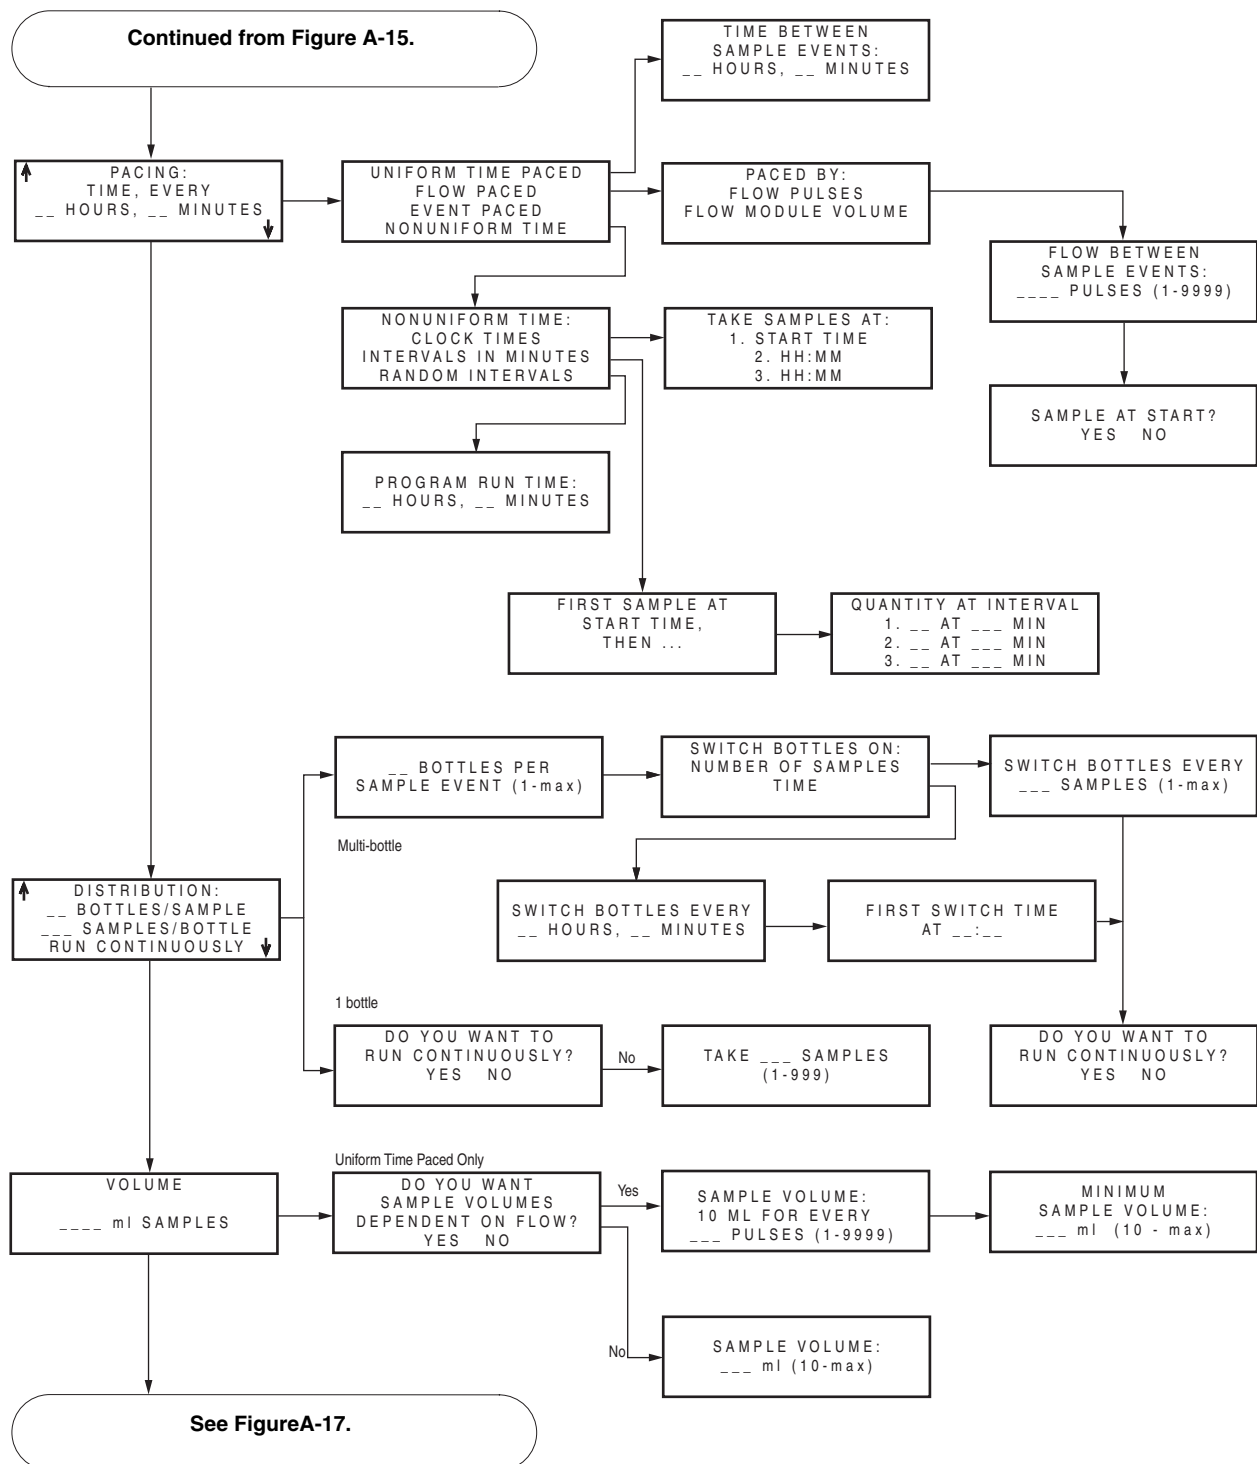 Continued from Figure A-15.
TIME BETWEEN
SAMPLE EVENTS:
__ HOURS, __ MINUTES
PACING:
TIME, EVERY
__ HOURS, __ MINUTES
UNIFORM TIME PACED
FLOW PACED
EVENT PACED
NONUNIFORM TIME
PACED BY:
FLOW PULSES
FLOW MODULE VOLUME
FLOW BETWEEN
SAMPLE EVENTS:
____ PULSES (1-9999)
NONUNIFORM TIME:
CLOCK TIMES
INTERVALS IN MINUTES
RANDOM INTERVALS
TAKE SAMPLES AT:
1. START TIME
2. HH:MM
3. HH:MM
SAMPLE AT START?
YES NO
PROGRAM RUN TIME:
__ HOURS, __ MINUTES
FIRST SAMPLE AT
START TIME,
THEN ...
QUANTITY AT INTERVAL
1. __ AT ___ MIN
2. __ AT ___ MIN
3. __ AT ___ MIN
__ BOTTLES PER
SAMPLE EVENT (1-max)
SWITCH BOTTLES ON:
NUMBER OF SAMPLES
TIME
SWITCH BOTTLES EVERY
___ SAMPLES (1-max)
Multi-bottle
DISTRIBUTION:
__ BOTTLES/SAMPLE
___ SAMPLES/BOTTLE
RUN CONTINUOUSLY
SWITCH BOTTLES EVERY
__ HOURS, __ MINUTES
FIRST SWITCH TIME
AT __:__
1 bottle
DO YOU WANT TO
RUN CONTINUOUSLY?
YES NO
No
TAKE ___ SAMPLES
(1-999)
DO YOU WANT TO
RUN CONTINUOUSLY?
YES NO
Uniform Time Paced Only
VOLUME
____ ml SAMPLES
DO YOU WANT
SAMPLE VOLUMES
DEPENDENT ON FLOW?
YES NO
Yes
SAMPLE VOLUME:
10 ML FOR EVERY
___ PULSES (1-9999)
MINIMUM
SAMPLE VOLUME:
___ ml (10 - max)
No
SAMPLE VOLUME:
___ ml (10-max)
See FigureA-17.